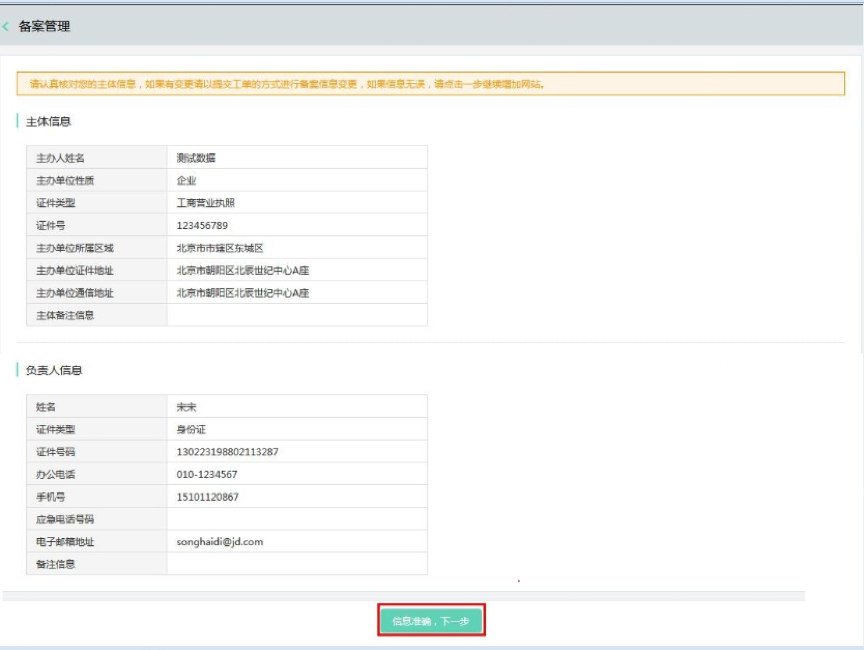 备案管理
请认真核对您的主体信息，如果有变更请以提交工单的方式进行备案信息变更，如果信息无误，请点击一步继续增加网站。
主体信息
主办人姓名 测试数据
主办单位性质 企业
证件类型 工商营业执照
证件号 123456789
主办单位所属区域 北京市市辖区东城区
主办单位证件地址 北京市朝阳区北辰世纪中心A座
主办单位通信地址 北京市朝阳区北辰世纪中心A座
主体备注信息
负责人信息
姓名 宋宋
证件类型 身份证
证件号码 130223198802113287
办公电话 010-1234567
手机号 15101120867
应急电话号码
电子邮箱地址 songhaidi@jd.com
备注信息
信息准确，下一步